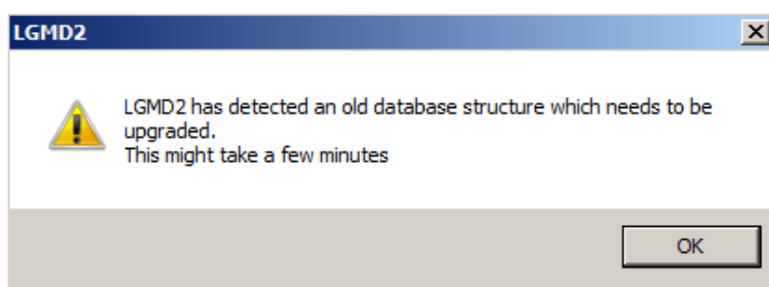 LGMD2
LGMD2 has detected an old database structure which needs to be
upgraded.
This might take a few minutes
OK